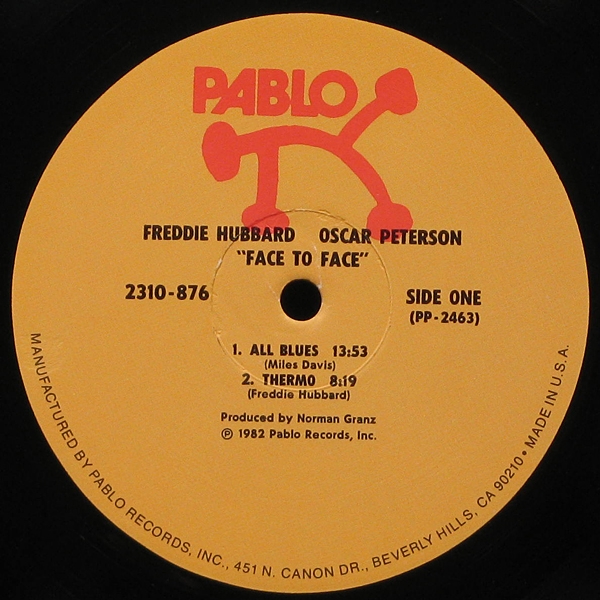 PABLO
FREDDIE HUBBARD OSCAR PETERSON
"FACE TO FACE"
2310-876
SIDE ONE
(PP-2463)
1. ALL BLUES 13:53
(Miles Davis)
2. THERMO 8:19
(Freddie Hubbard)
Produced by Norman Granz
℗ 1982 Pablo Records, Inc.
MANUFACTURED BY PABLO RECORDS, INC., 451 N. CANON DR., BEVERLY HILLS, CA 90210 • MADE IN U.S.A.